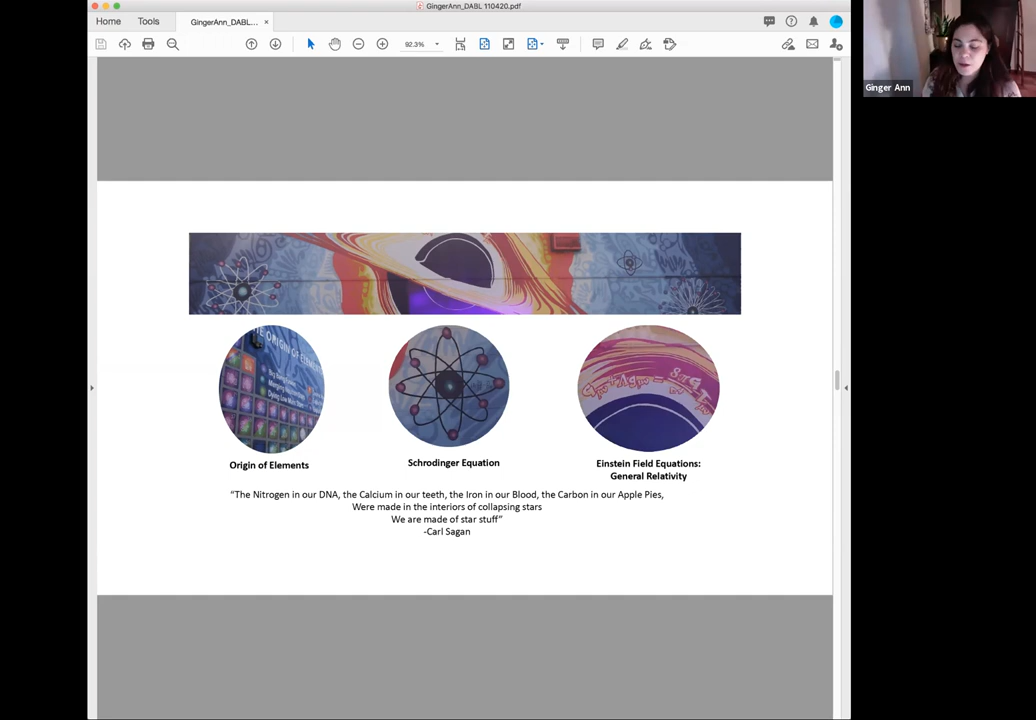 GingerAnn_DABL 110420.pdf
Home
Tools
GingerAnn_DABL...
92.3%
Ginger Ann
ORIGIN OF ELEMEN
Origin of Elements
Schrodinger Equation
Einstein Field Equations:
General Relativity
“The Nitrogen in our DNA, the Calcium in our teeth, the Iron in our Blood, the Carbon in our Apple Pies,
Were made in the interiors of collapsing stars
We are made of star stuff”
-Carl Sagan